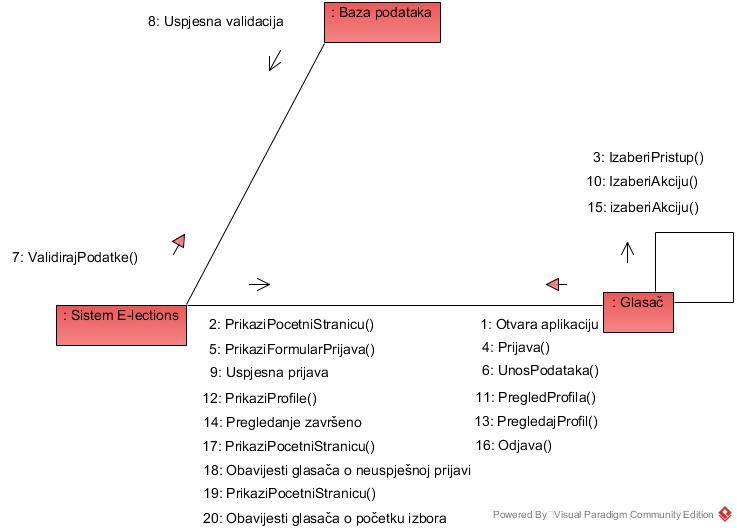 8: Uspjesna validacija
: Baza podataka
3: IzaberiPristup()
10: IzaberiAkciju()
15: izaberiAkciju()
7: ValidirajPodatke()
: Sistem E-lections
: Glasač
2: PrikaziPocetniStranicu()
5: PrikaziFormularPrijava()
9: Uspjesna prijava
12: PrikaziProfile()
14: Pregledanje završeno
17: PrikaziPocetniStranicu()
18: Obavijesti glasača o neuspješnoj prijavi
19: PrikaziPocetniStranicu()
20: Obavijesti glasača o početku izbora
1: Otvara aplikaciju
4: Prijava()
6: UnosPodataka()
11: PregledProfila()
13: PregledajProfil()
16: Odjava()
Powered By Visual Paradigm Community Edition